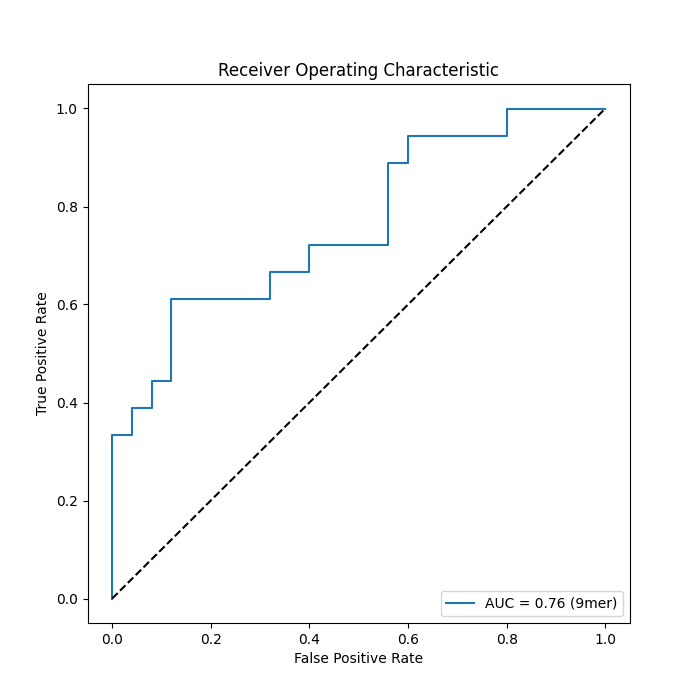 Receiver Operating Characteristic
True Positive Rate
1.0
0.8
0.6
0.4
0.2
0.0
AUC = 0.76 (9mer)
0.0 0.2 0.4 0.6 0.8 1.0
False Positive Rate